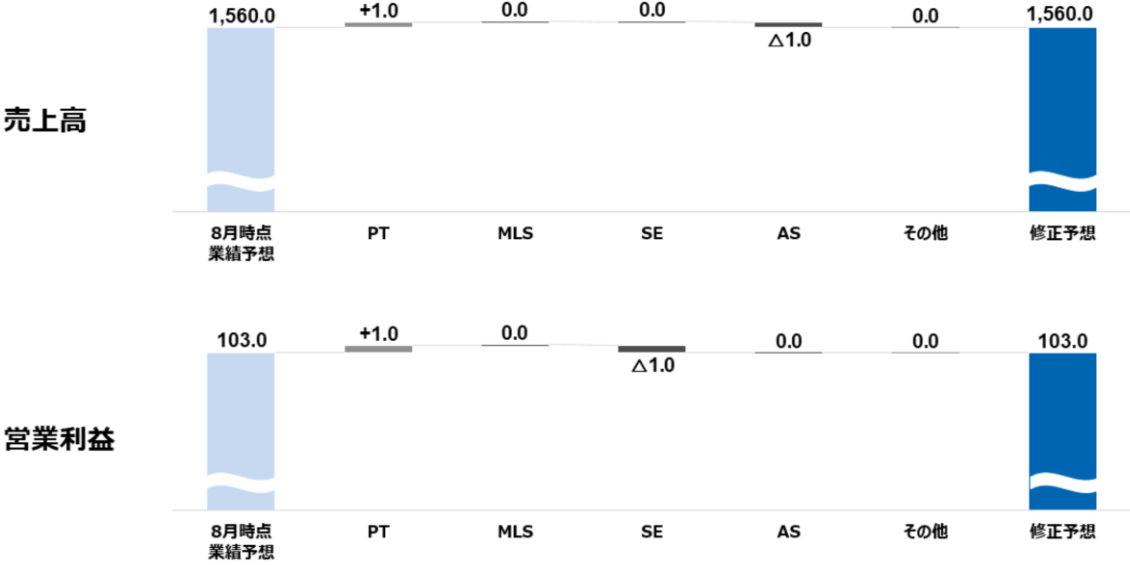 1,560.0
+1.0
0.0
0.0
△1.0
0.0
1,560.0
売上高
8月時点
業績予想
PT
MLS
SE
AS
その他
修正予想
103.0
+1.0
0.0
△1.0
0.0
0.0
103.0
営業利益
8月時点
業績予想
PT
MLS
SE
AS
その他
修正予想